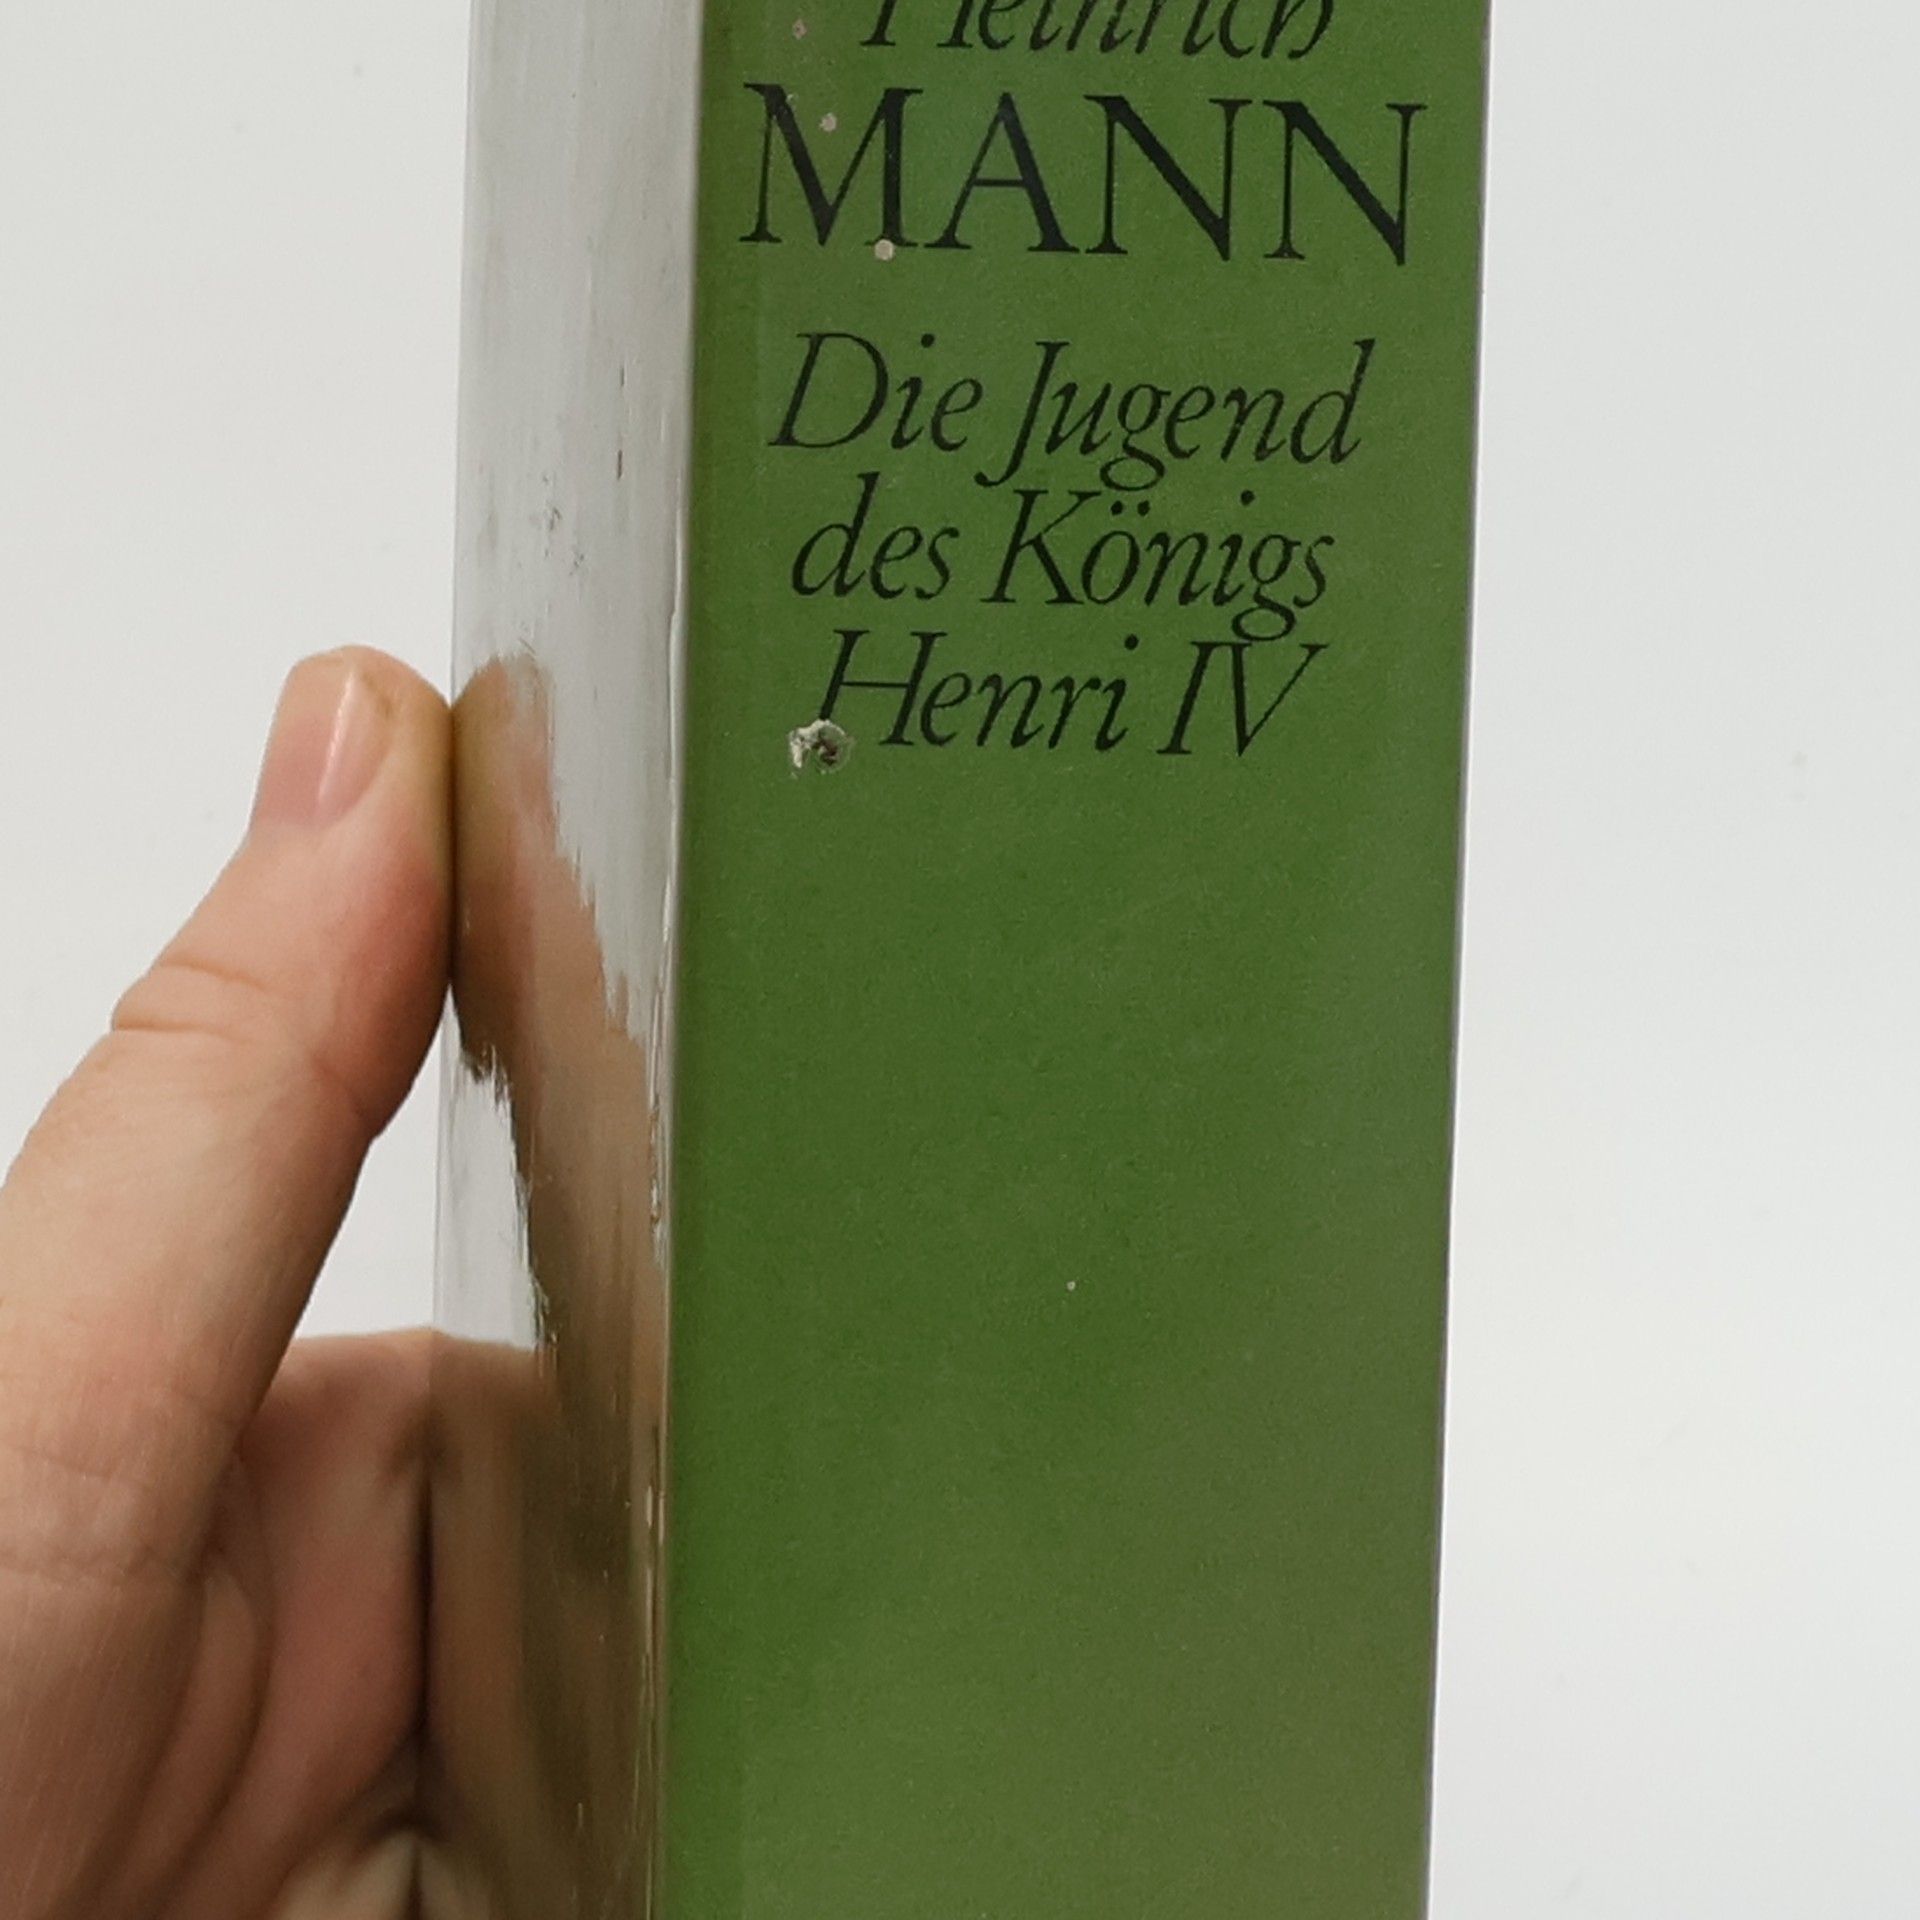 Heinrich
MANN
Die Jugend
des Königs
Henri IV